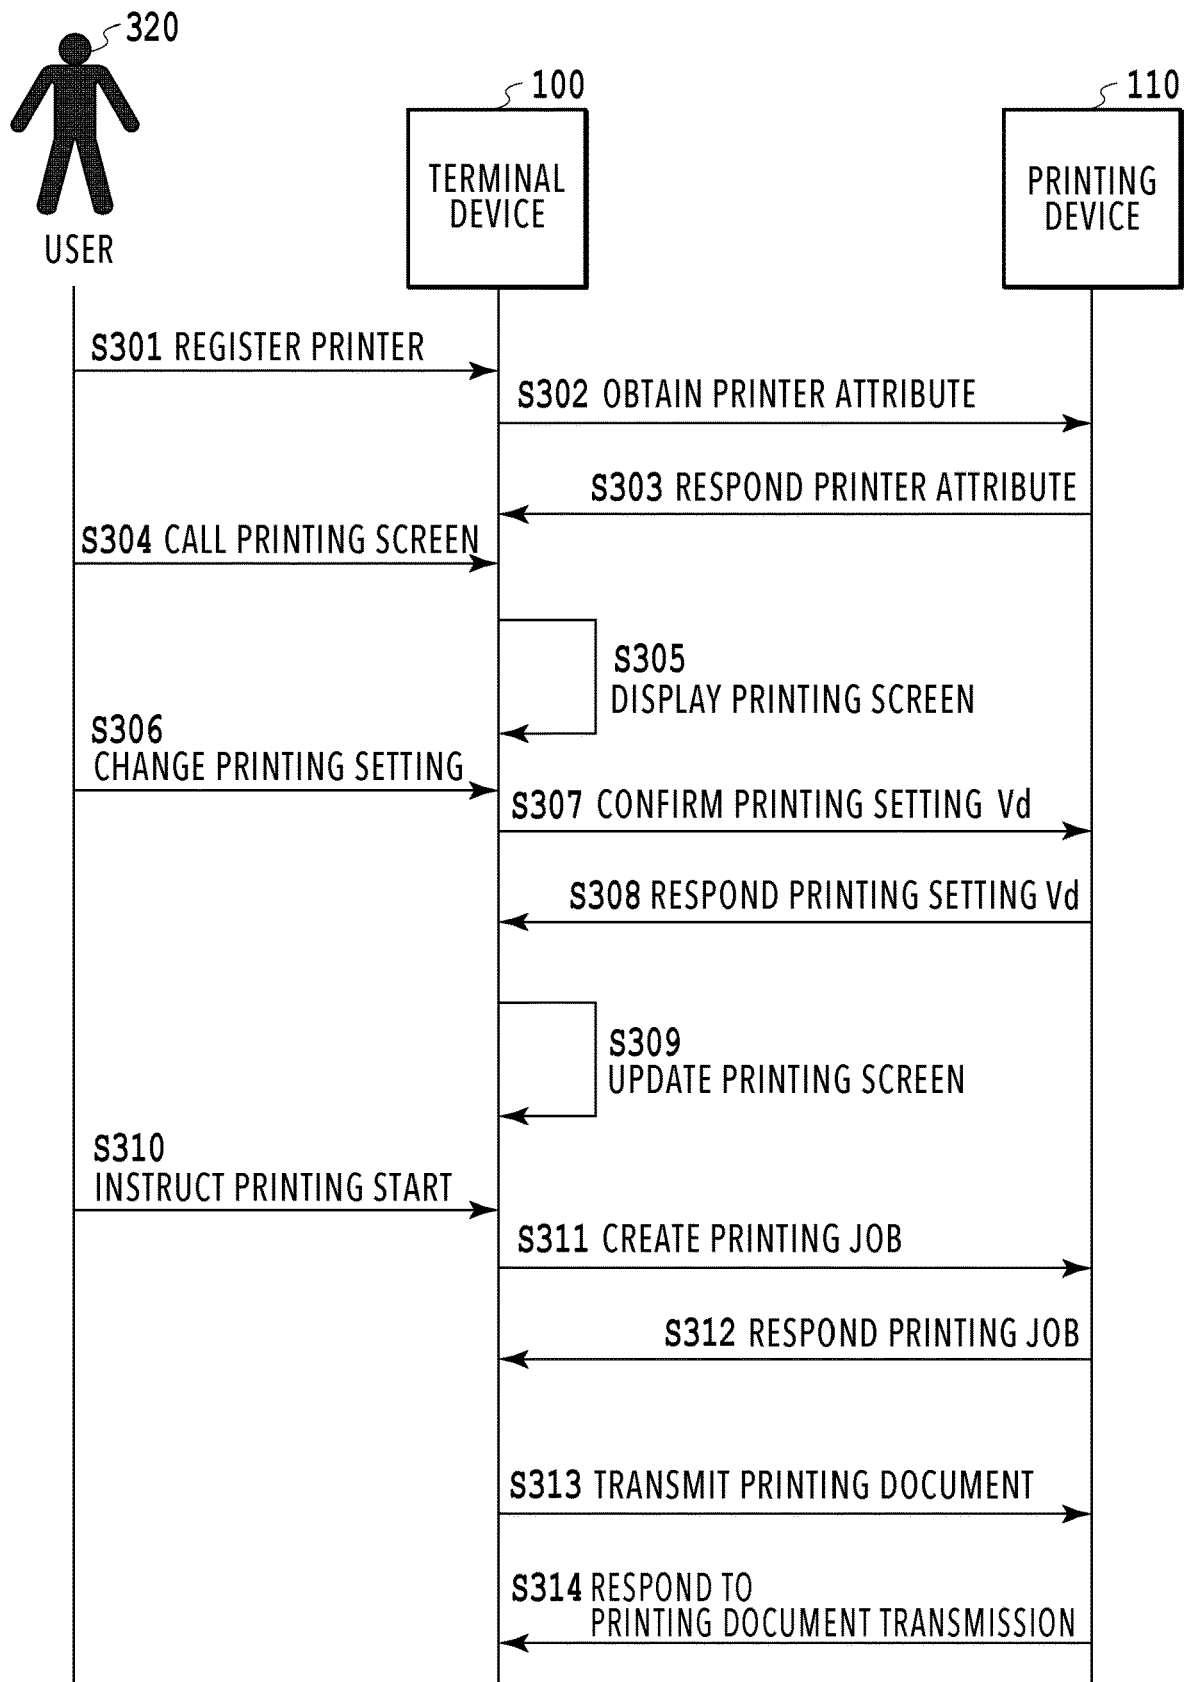 320
100
110
TERMINAL
DEVICE
PRINTING
DEVICE
USER
S301 REGISTER PRINTER
S302 OBTAIN PRINTER ATTRIBUTE
S303 RESPOND PRINTER ATTRIBUTE
S304 CALL PRINTING SCREEN
S305
DISPLAY PRINTING SCREEN
S306
CHANGE PRINTING SETTING
S307 CONFIRM PRINTING SETTING Vd
S308 RESPOND PRINTING SETTING Vd
S309
UPDATE PRINTING SCREEN
S310
INSTRUCT PRINTING START
S311 CREATE PRINTING JOB
S312 RESPOND PRINTING JOB
S313 TRANSMIT PRINTING DOCUMENT
S314 RESPOND TO
PRINTING DOCUMENT TRANSMISSION